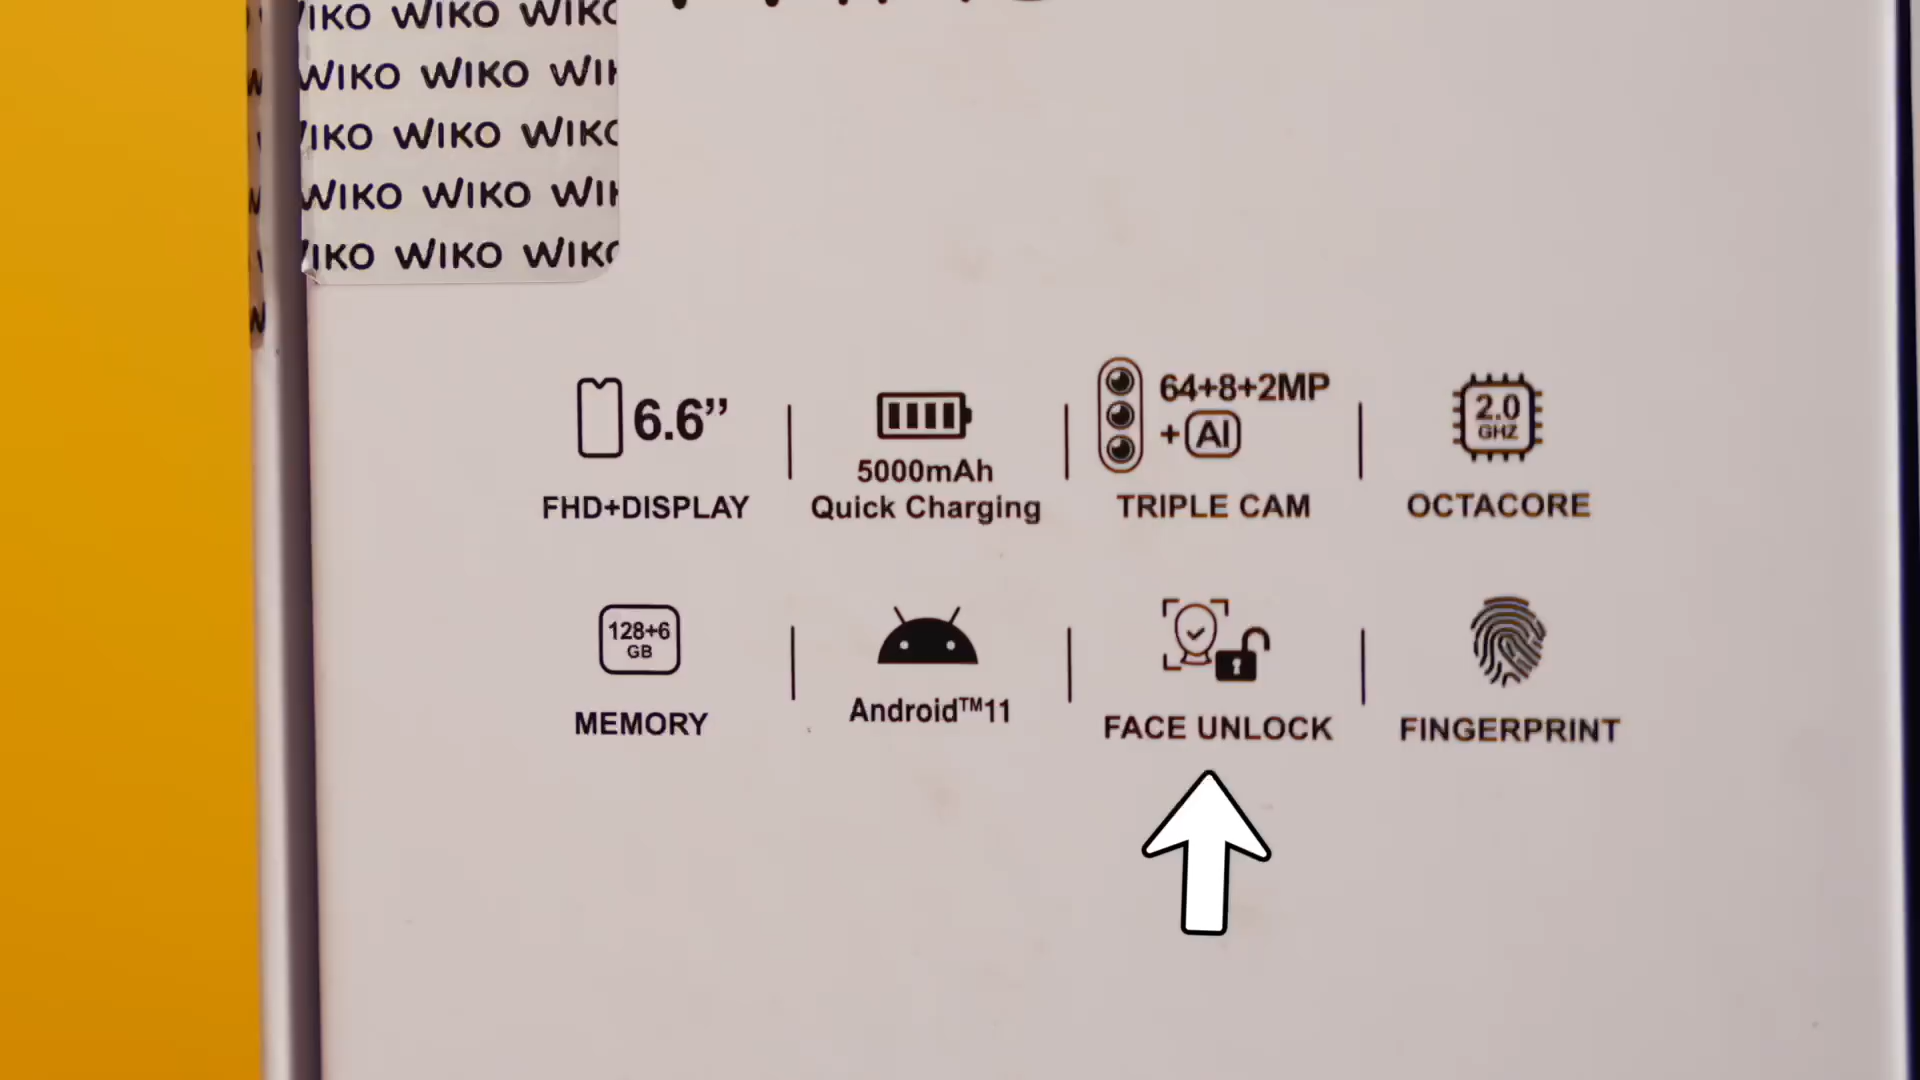 WIKO WIKO
WIKO WIKO
WIKO WIKO
WIKO WIKO
WIKO WIKO
6.6”
FHD+DISPLAY
5000mAh
Quick Charging
64+8+2MP
+AI
TRIPLE CAM
2.0
GHZ
OCTACORE
128+6
GB
MEMORY
Android™11
FACE UNLOCK
FINGERPRINT